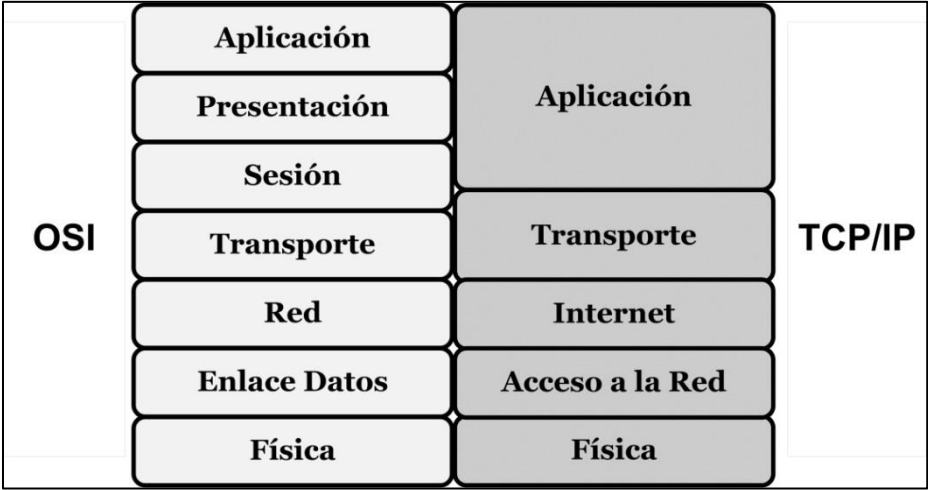 OSI
Aplicación
Presentación
Sesión
Transporte
Red
Enlace Datos
Física
Aplicación
Transporte
Internet
Acceso a la Red
Física
TCP/IP